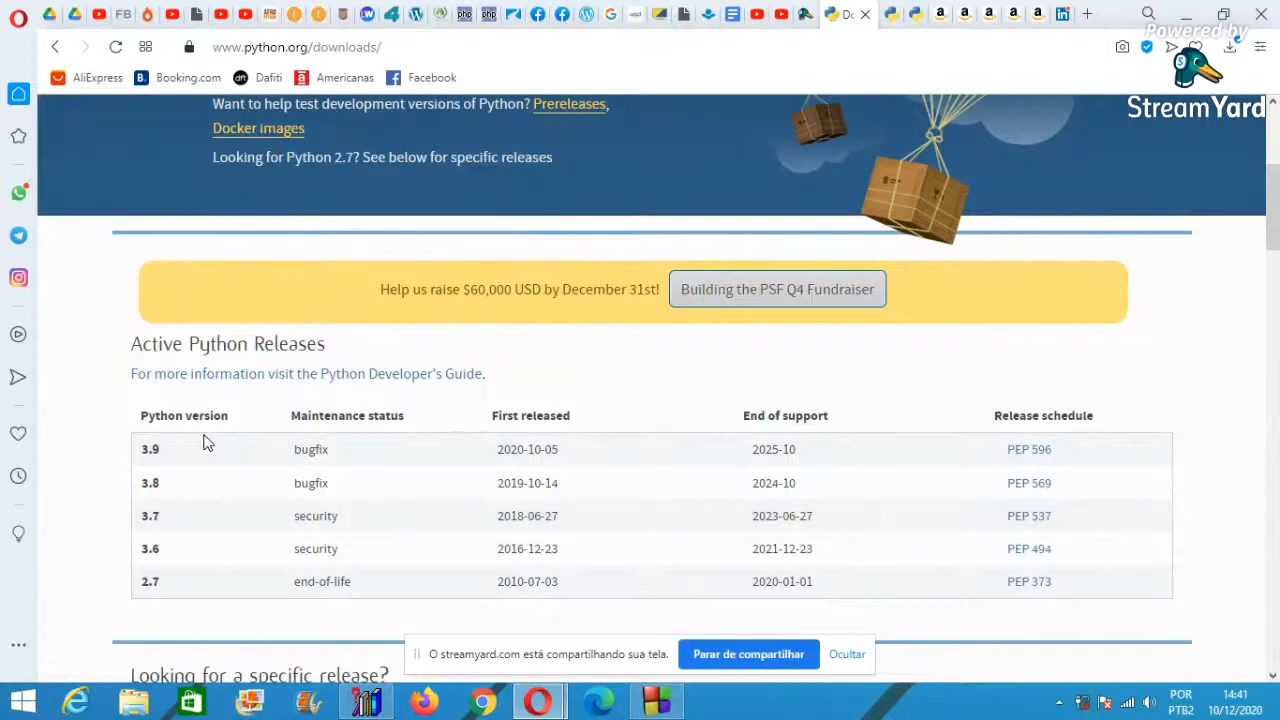 FB
php
php
Do
a
a
a
a
Powered by
www.python.org/downloads/
AliExpress
B. Booking.com
dft Dafiti
a Americanas
Facebook
S
StreamYard
Want to help test development versions of Python? Prereleases,
Docker images
Looking for Python 2.7? See below for specific releases
Help us raise $60,000 USD by December 31st! Building the PSF Q4 Fundraiser
Active Python Releases
For more information visit the Python Developer's Guide.
Python version Maintenance status First released End of support Release schedule
3.9 bugfix 2020-10-05 2025-10 PEP 596
3.8 bugfix 2019-10-14 2024-10 PEP 569
3.7 security 2018-06-27 2023-06-27 PEP 537
3.6 security 2016-12-23 2021-12-23 PEP 494
2.7 end-of-life 2010-07-03 2020-01-01 PEP 373
Looking for a specific release?
O streamyard.com está compartilhando sua tela. Parar de compartilhar Ocultar
POR 14:41
PTB2 10/12/2020